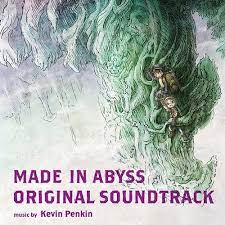 MADE IN ABYSS
ORIGINAL SOUNDTRACK
music by Kevin Penkin